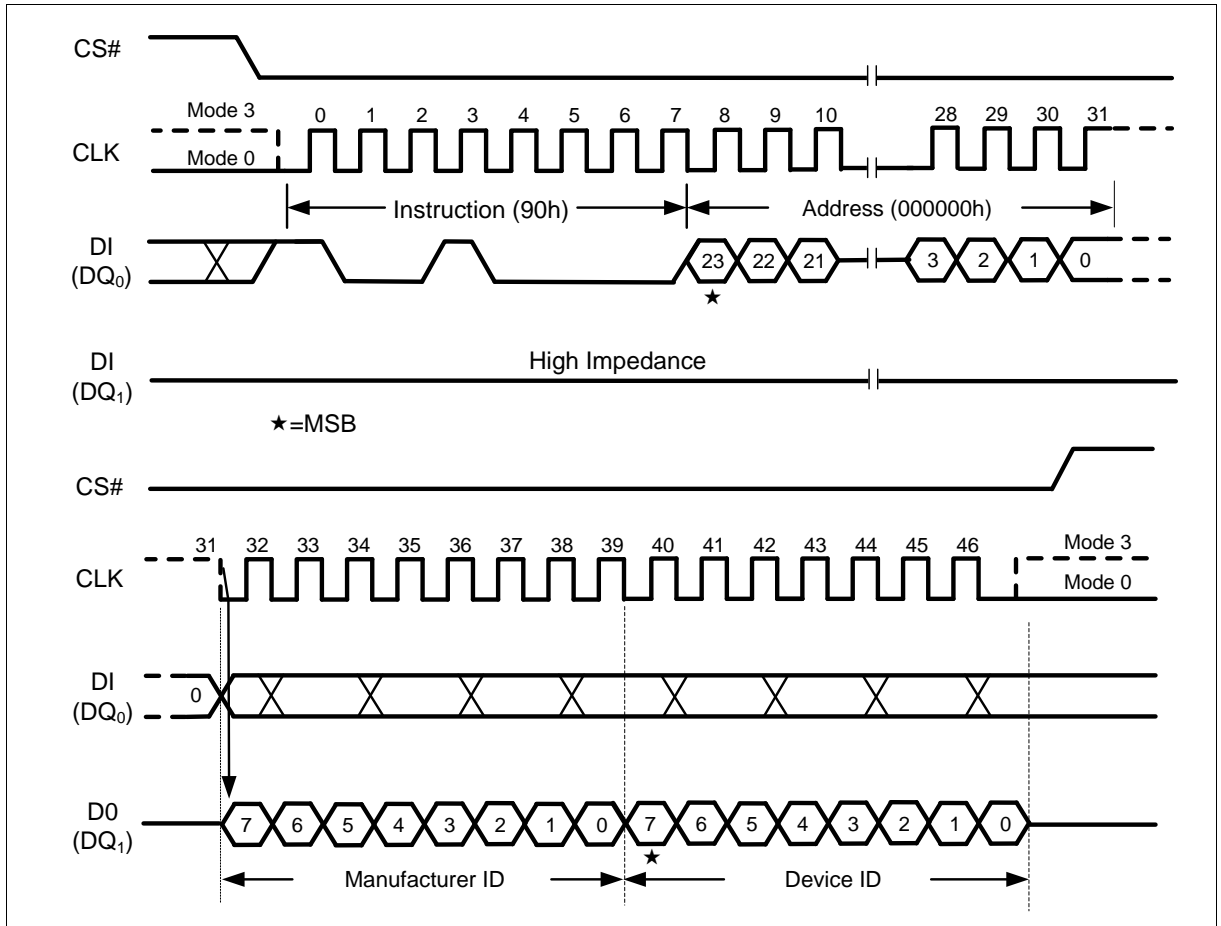 CS#
Mode 3
0 1 2 3 4 5 6 7 8 9 10 28 29 30 31
CLK
Mode 0
Instruction (90h) Address (000000h)
DI
(DQ0)
23 22 21 3 2 1 0
★
High Impedance
DI
(DQ1)
★=MSB
CS#
31 32 33 34 35 36 37 38 39 40 41 42 43 44 45 46
Mode 3
CLK
Mode 0
DI
(DQ0)
0
D0
(DQ1)
7 6 5 4 3 2 1 0 7 6 5 4 3 2 1 0
★
Manufacturer ID Device ID